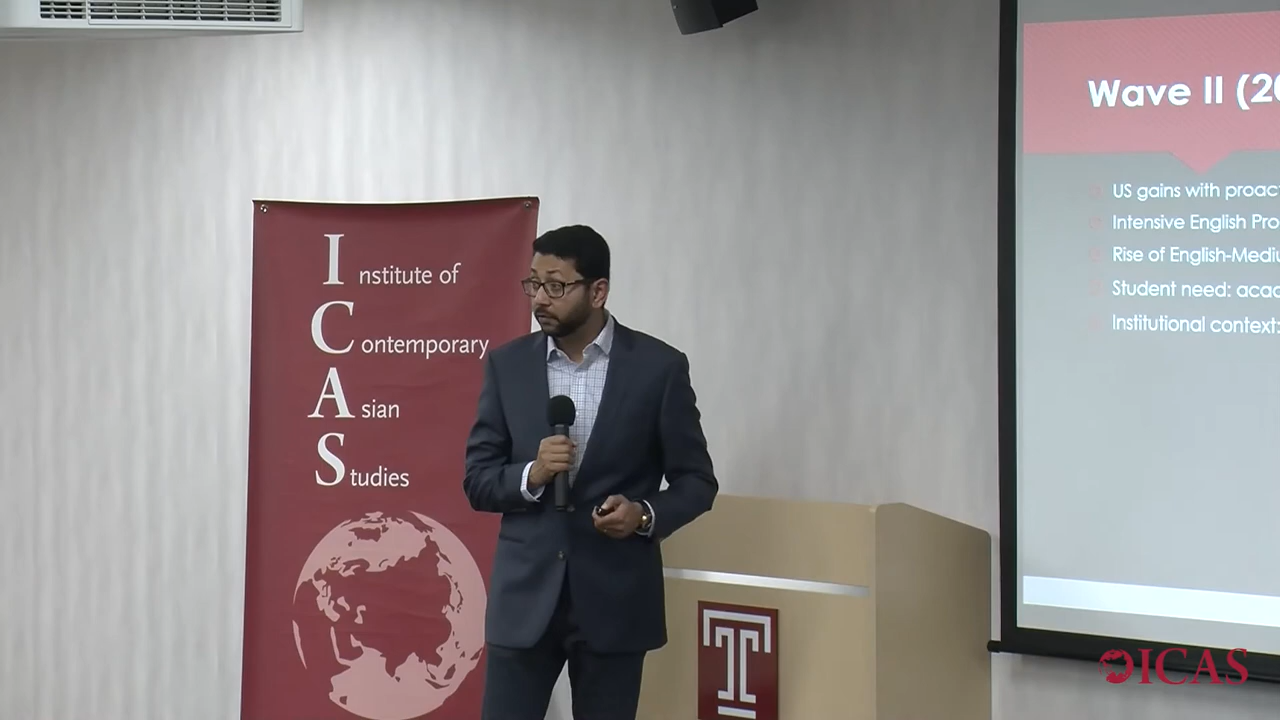 Institute of
Contemporary
Asian
Studies
T
Wave II (20
US gains with proac
Intensive English Pro
Rise of English-Mediu
Student need: acad
Institutional context:
ICAS